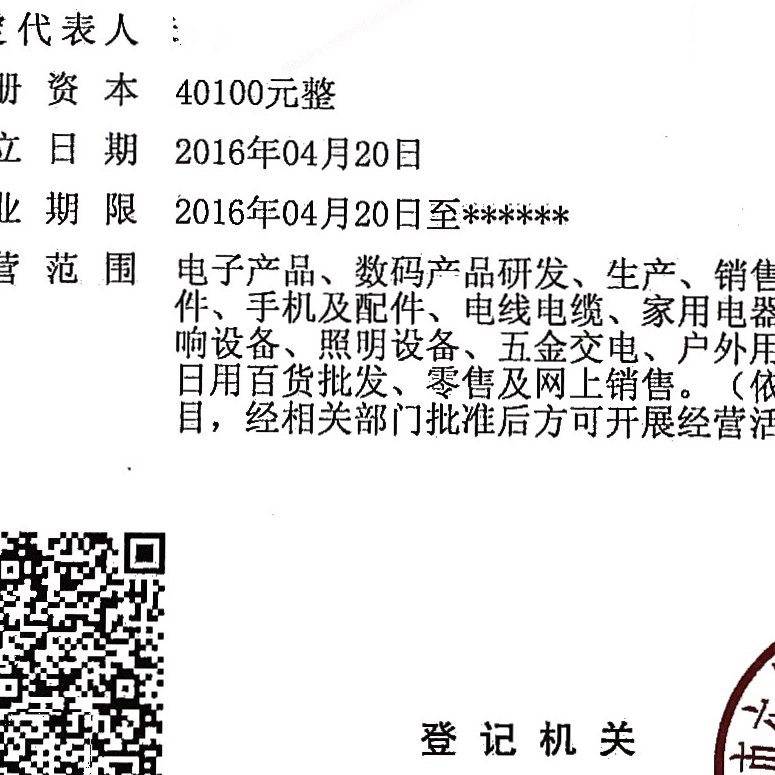 定代表人
册资本 40100元整
立日期 2016年04月20日
业期限 2016年04月20日至******
营范围 电子产品、数码产品研发、生产、销售
件、手机及配件、电线电缆、家用电器
响设备、照明设备、五金交电、户外用
日用百货批发、零售及网上销售。（依
目，经相关部门批准后方可开展经营活
登记机关